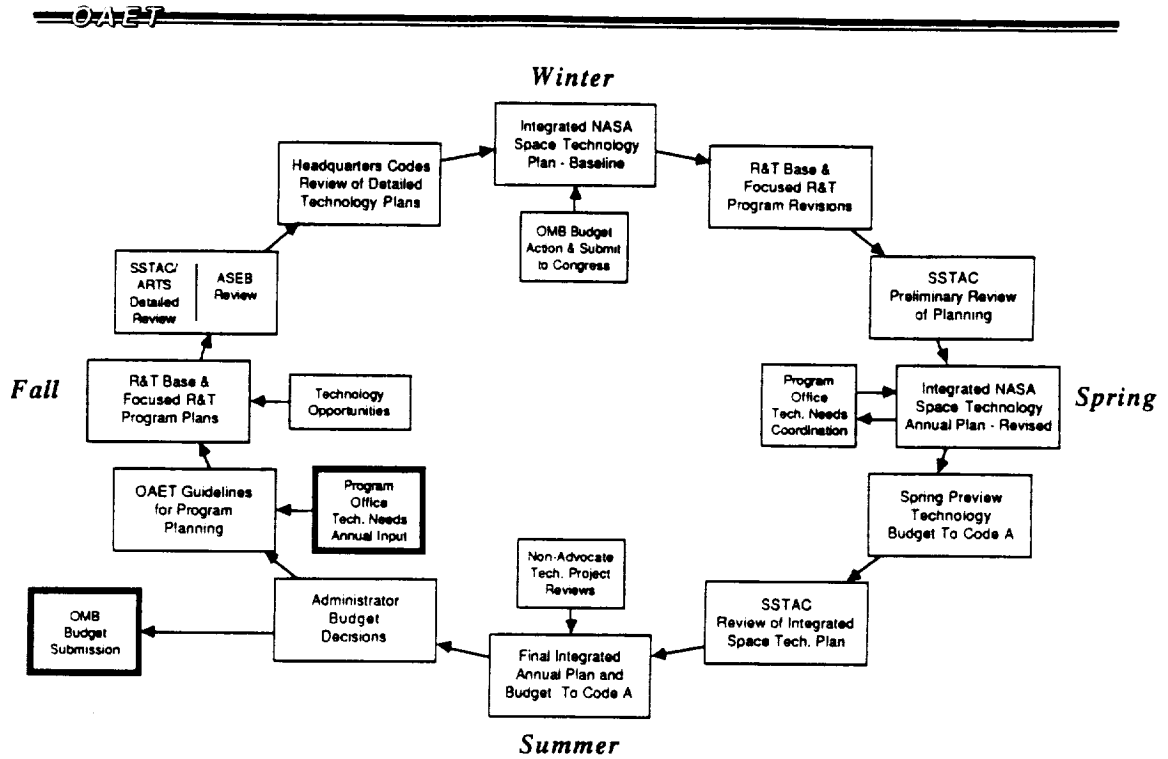 OAET
Winter
Integrated NASA
Space Technology
Plan - Baseline
Headquarters Codes
Review of Detailed
Technology Plans
R&T Base &
Focused R&T
Program Revisions
OMB Budget
Action & Submit
to Congress
SSTAC/
ARTS
Detailed
Review
ASEB
Review
SSTAC
Preliminary Review
of Planning
Fall
R&T Base &
Focused R&T
Program Plans
Technology
Opportunities
Program
Office
Tech. Needs
Coordination
Integrated NASA
Space Technology
Annual Plan - Revised
Spring
OAET Guidelines
for Program
Planning
Program
Office
Tech. Needs
Annual Input
Spring Preview
Technology
Budget To Code A
Non-Advocate
Tech. Project
Reviews
OMB
Budget
Submission
Administrator
Budget
Decisions
SSTAC
Review of Integrated
Space Tech. Plan
Final Integrated
Annual Plan and
Budget To Code A
Summer